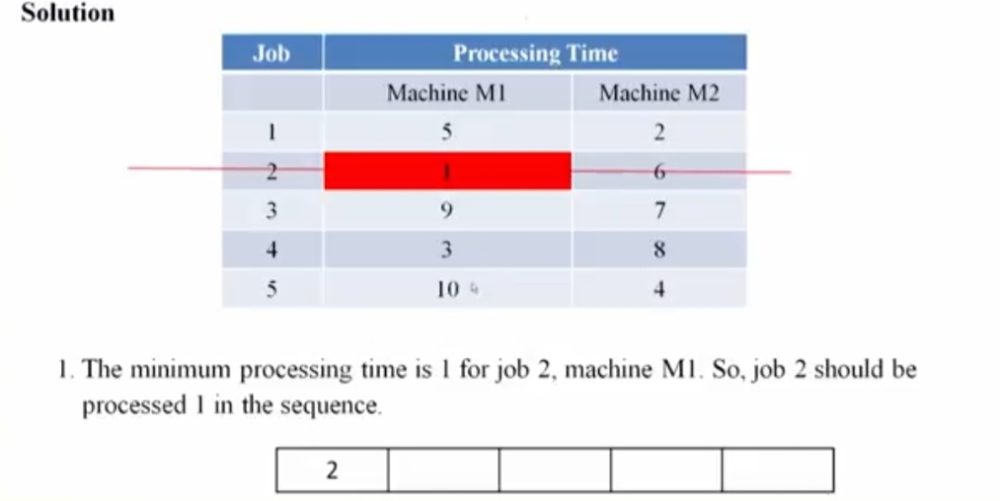 Solution
Job Processing Time
Machine M1 Machine M2
1 5 2
2 1 6
3 9 7
4 3 8
5 10 4
1. The minimum processing time is 1 for job 2, machine M1. So, job 2 should be
processed 1 in the sequence.
2